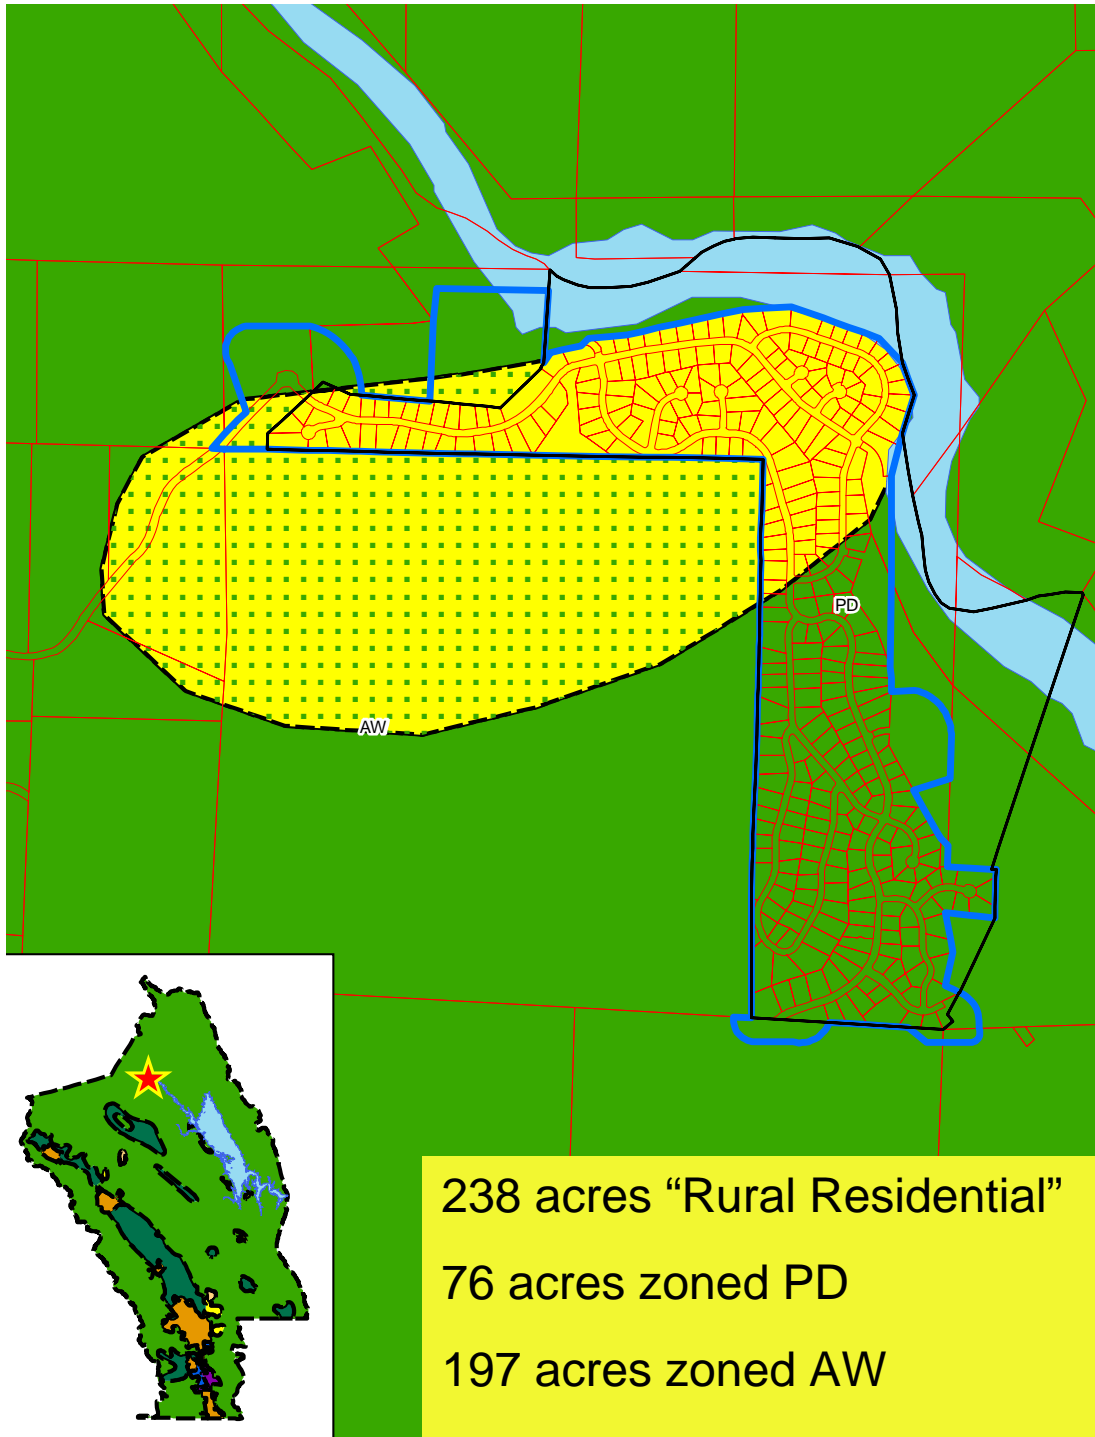 PD
AW
238 acres “Rural Residential”
76 acres zoned PD
197 acres zoned AW